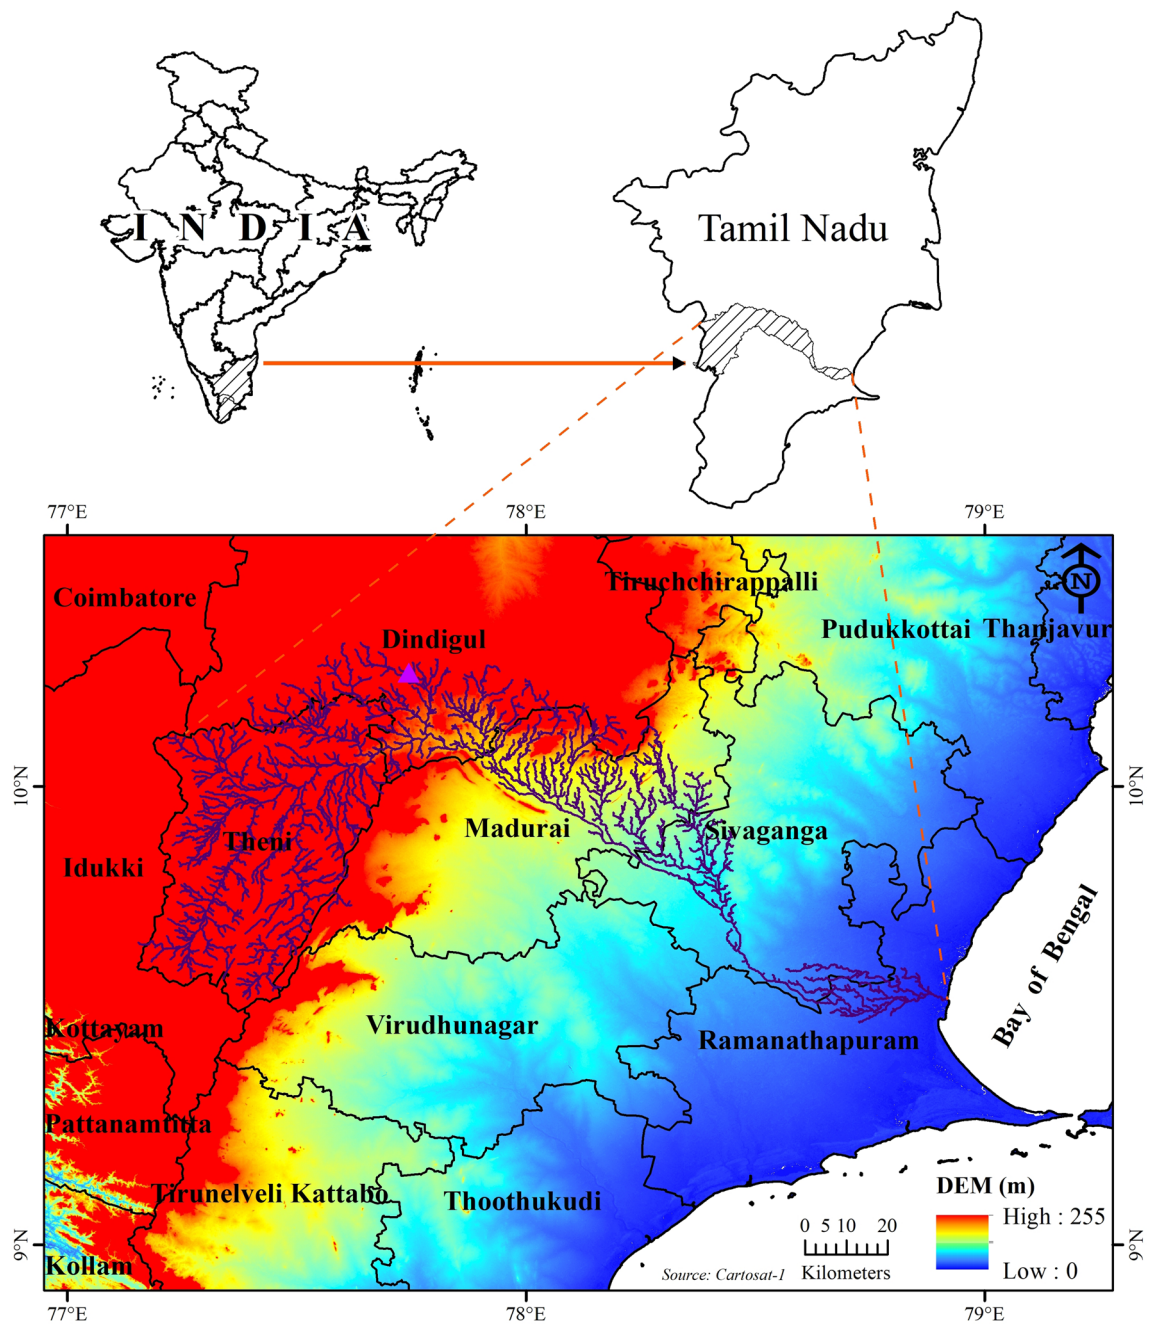 I N D I A
Tamil Nadu
77°E 78°E 79°E
N
Coimbatore
Tiruchchirappalli
Dindigul
Pudukkottai
Thanjavur
10°N
10°N
Madurai
Sivaganga
Theni
Idukki
Bay of Bengal
Kottayam
Virudhunagar
Ramanathapuram
Pattanamtitta
Tirunelveli Kattabo
Thoothukudi
DEM (m)
High : 255
Low : 0
0 5 10 20
Kilometers
Source: Cartosat-1
9°N
9°N
Kollam
77°E 78°E 79°E